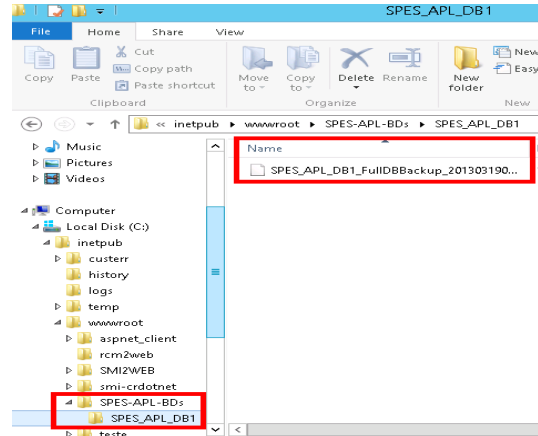 SPES_APL_DB1
File Home Share View
Copy Paste Cut Copy path Paste shortcut Move to Copy to Delete Rename New folder New Easy
Clipboard Organize New
« inetpub wwwroot SPES-APL-BDs SPES_APL_DB1
Music
Pictures
Videos
Computer
Local Disk (C:)
inetpub
custerr
history
logs
temp
wwwroot
aspnet_client
rcm2web
SMI2WEB
smi-crdotnet
SPES-APL-BDs
SPES_APL_DB1
teste
Name
SPES_APL_DB1_FullDBBackup_201303190...